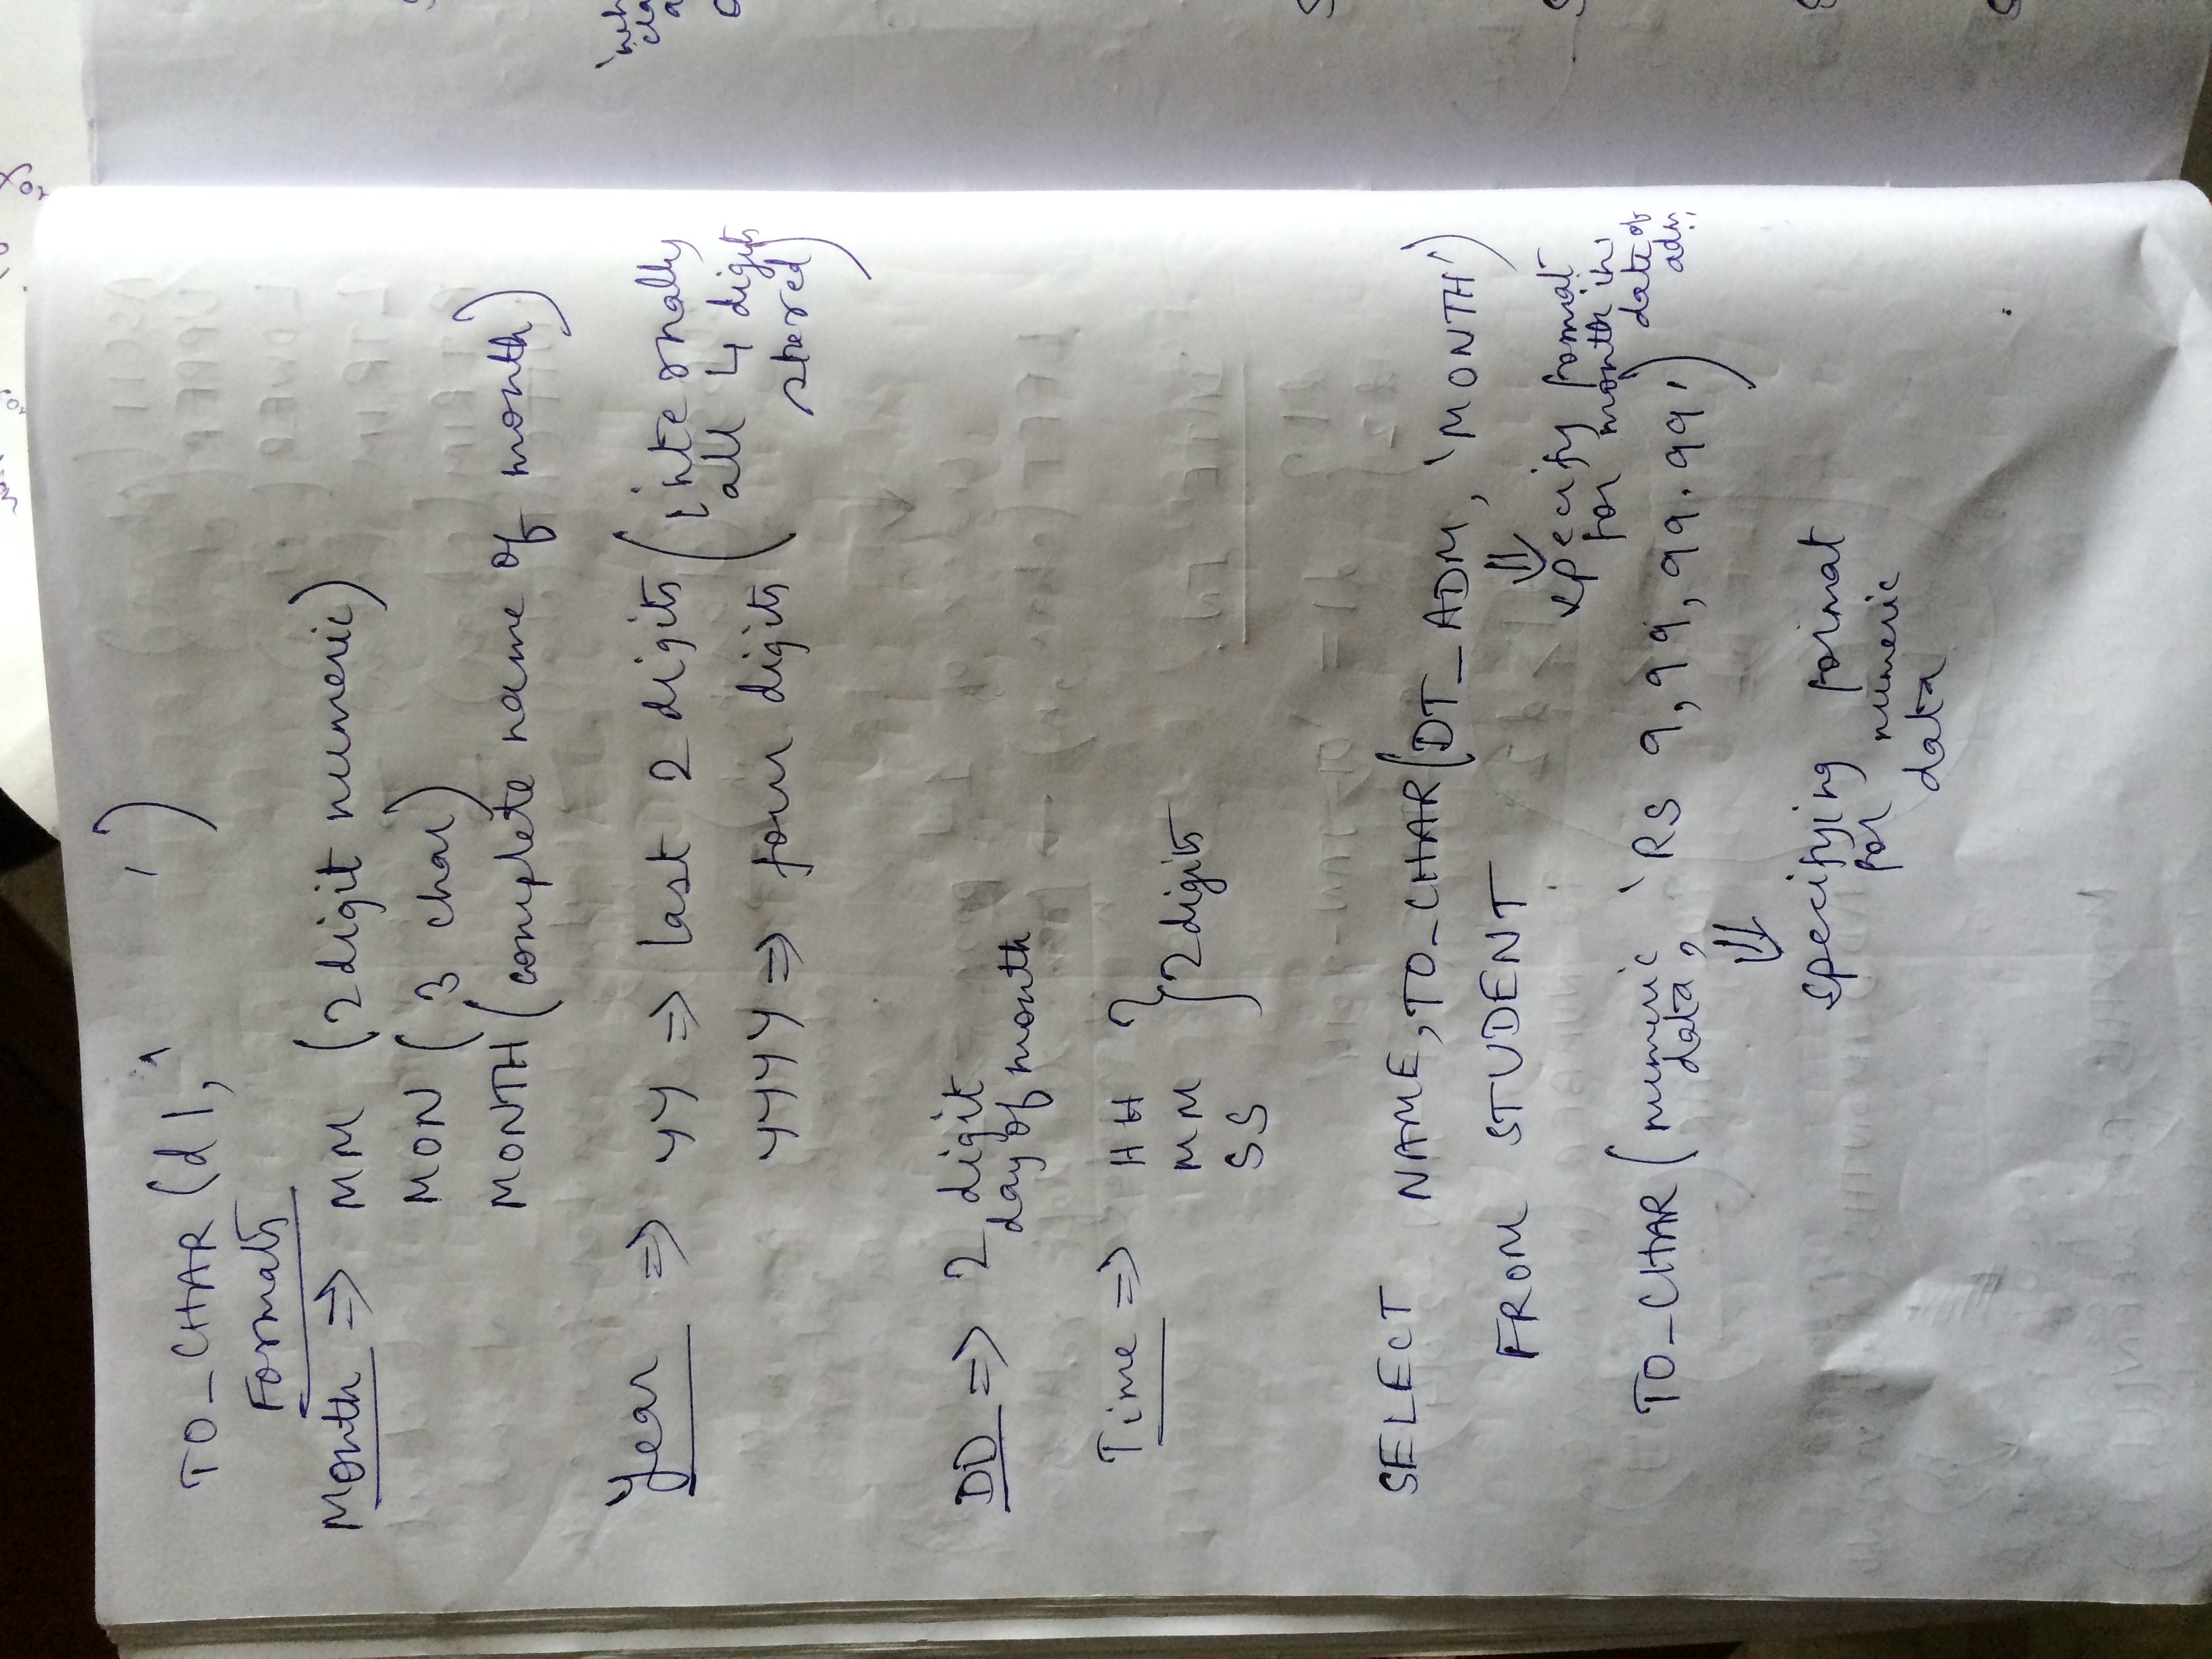 TO_CHAR (d1, '      ')
Formats
Month ⇒ MM (2 digit numeric)
MON ( 3 char)
MONTH (complete name of month)
Year ⇒ YY ⇒ last 2 digits (internally
all 4 digits
stored)
YYYY ⇒ four digits
DD ⇒ 2 digit
day of month
Time ⇒ HH
MM } 2 digits
SS
SELECT NAME, TO_CHAR(DT_ADM, 'MONTH')
FROM STUDENT
⇓
specify format
for month in
date of
adm
TO_CHAR (numeric data, 'RS 9,99,99.99')
⇓
specifying format
for numeric
data